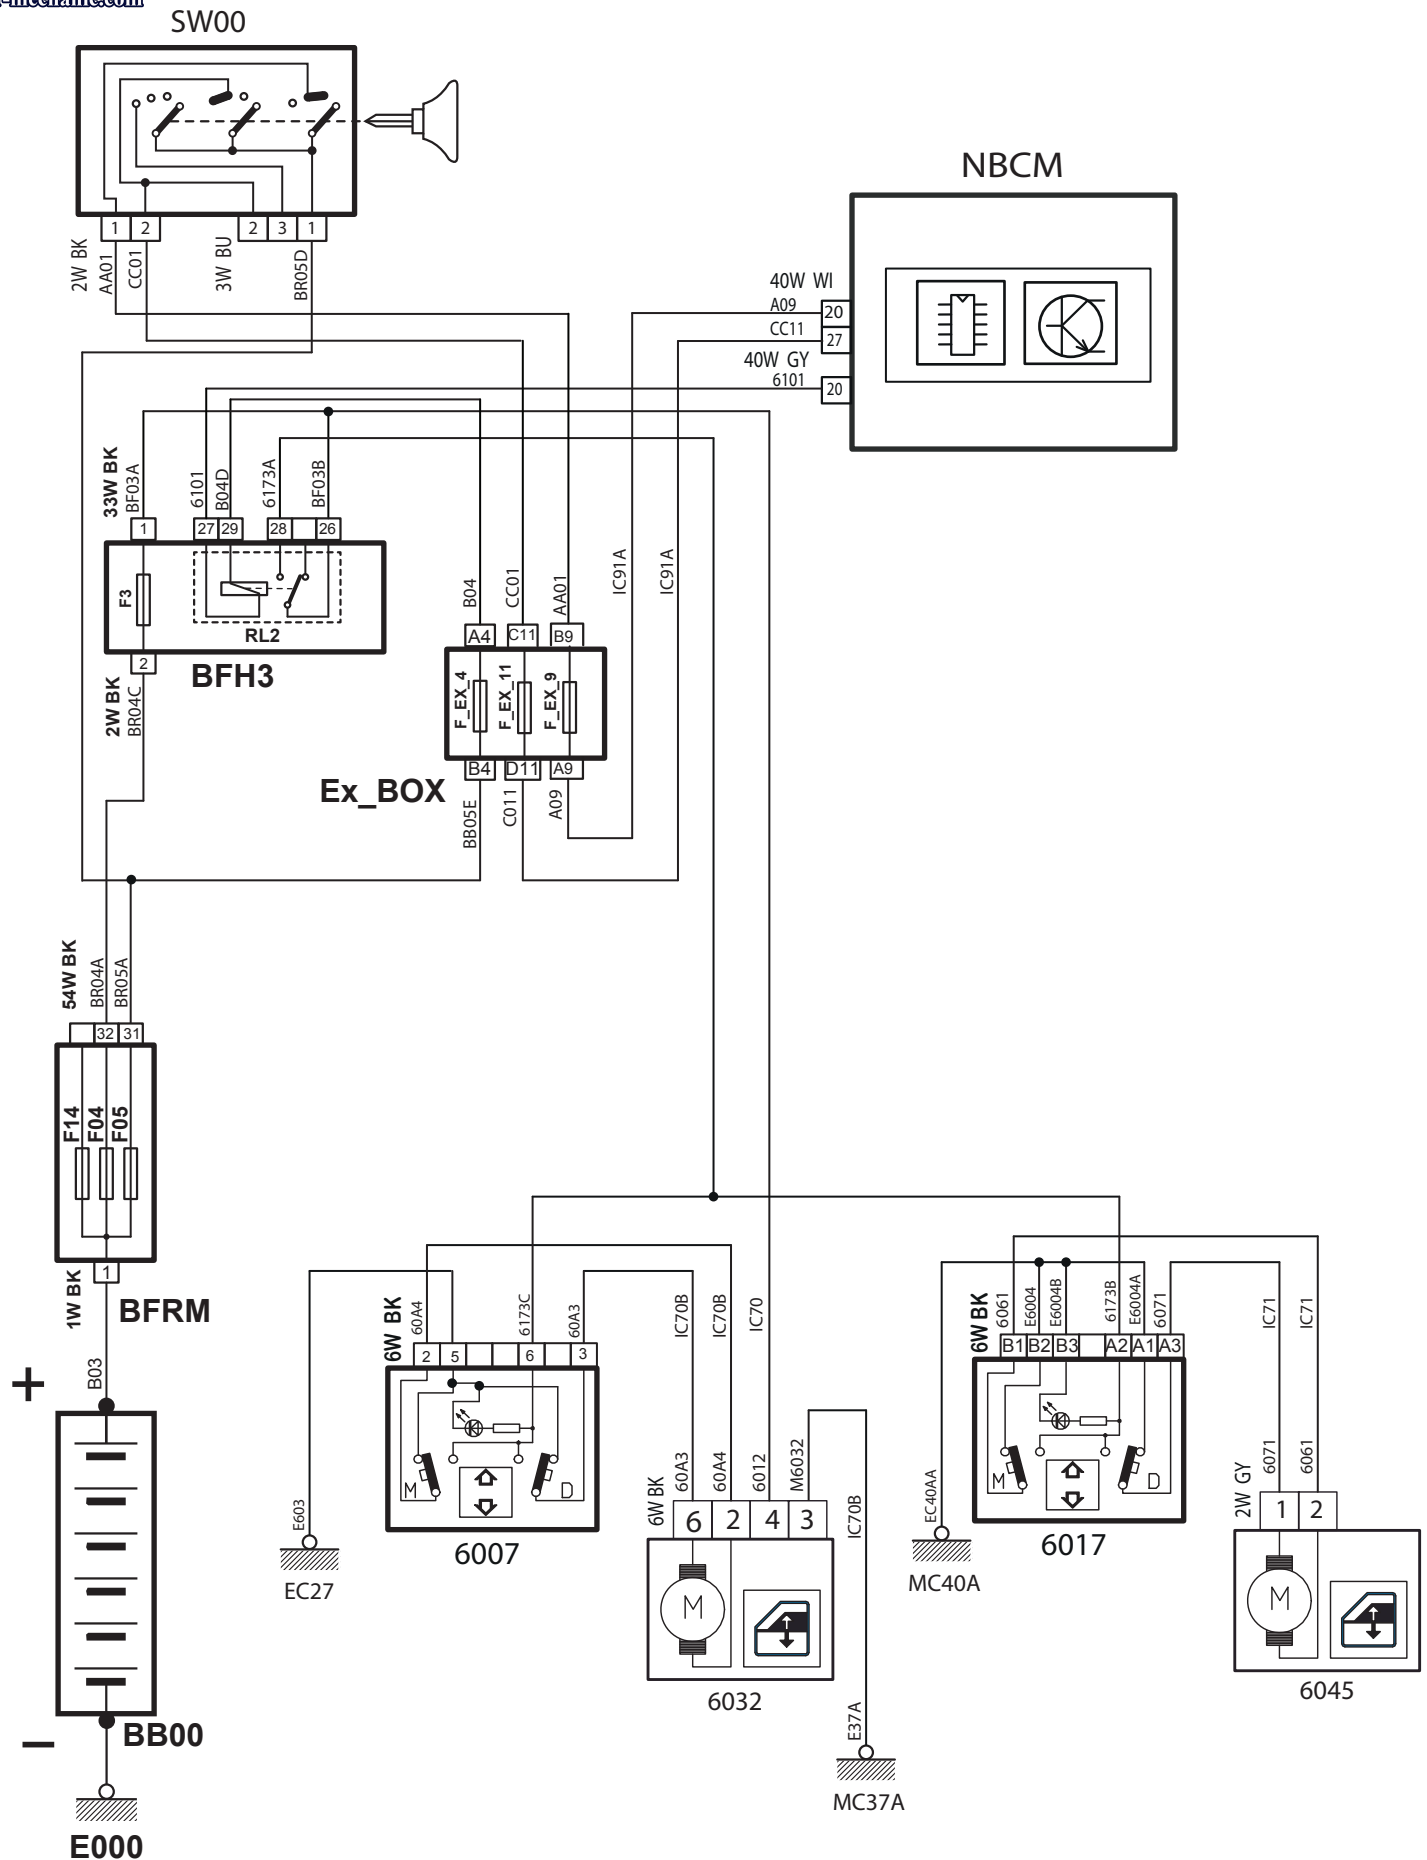 SW00
1
2
2
3
1
2W BK
AA01
CC01
3W BU
BR05D
NBCM
40W WI
A09
20
CC11
27
40W GY
6101
20
33W BK
BF03A
6101
B04D
6173A
BF03B
1
27
29
28
26
F3
RL2
2
BFH3
2W BK
BR04C
B04
CC01
AA01
IC91A
IC91A
A4
C11
B9
F_EX_4
F_EX_11
F_EX_9
B4
D11
A9
Ex_BOX
BB05E
C011
A09
54W BK
BR04A
BR05A
32
31
F14
F04
F05
1
1W BK
BFRM
B03
+
BB00
–
E000
6W BK
60A4
6173C
60A3
2
5
6
3
M
D
6007
E603
EC27
IC70B
IC70B
IC70
6W BK
60A3
60A4
6012
M6032
6
2
4
3
M
6032
IC70B
E37A
MC37A
6W BK
6061
E6004
E6004B
6173B
E6004A
6071
B1
B2
B3
A2
A1
A3
M
D
6017
EC40AA
MC40A
IC71
IC71
2W GY
6071
6061
1
2
M
6045